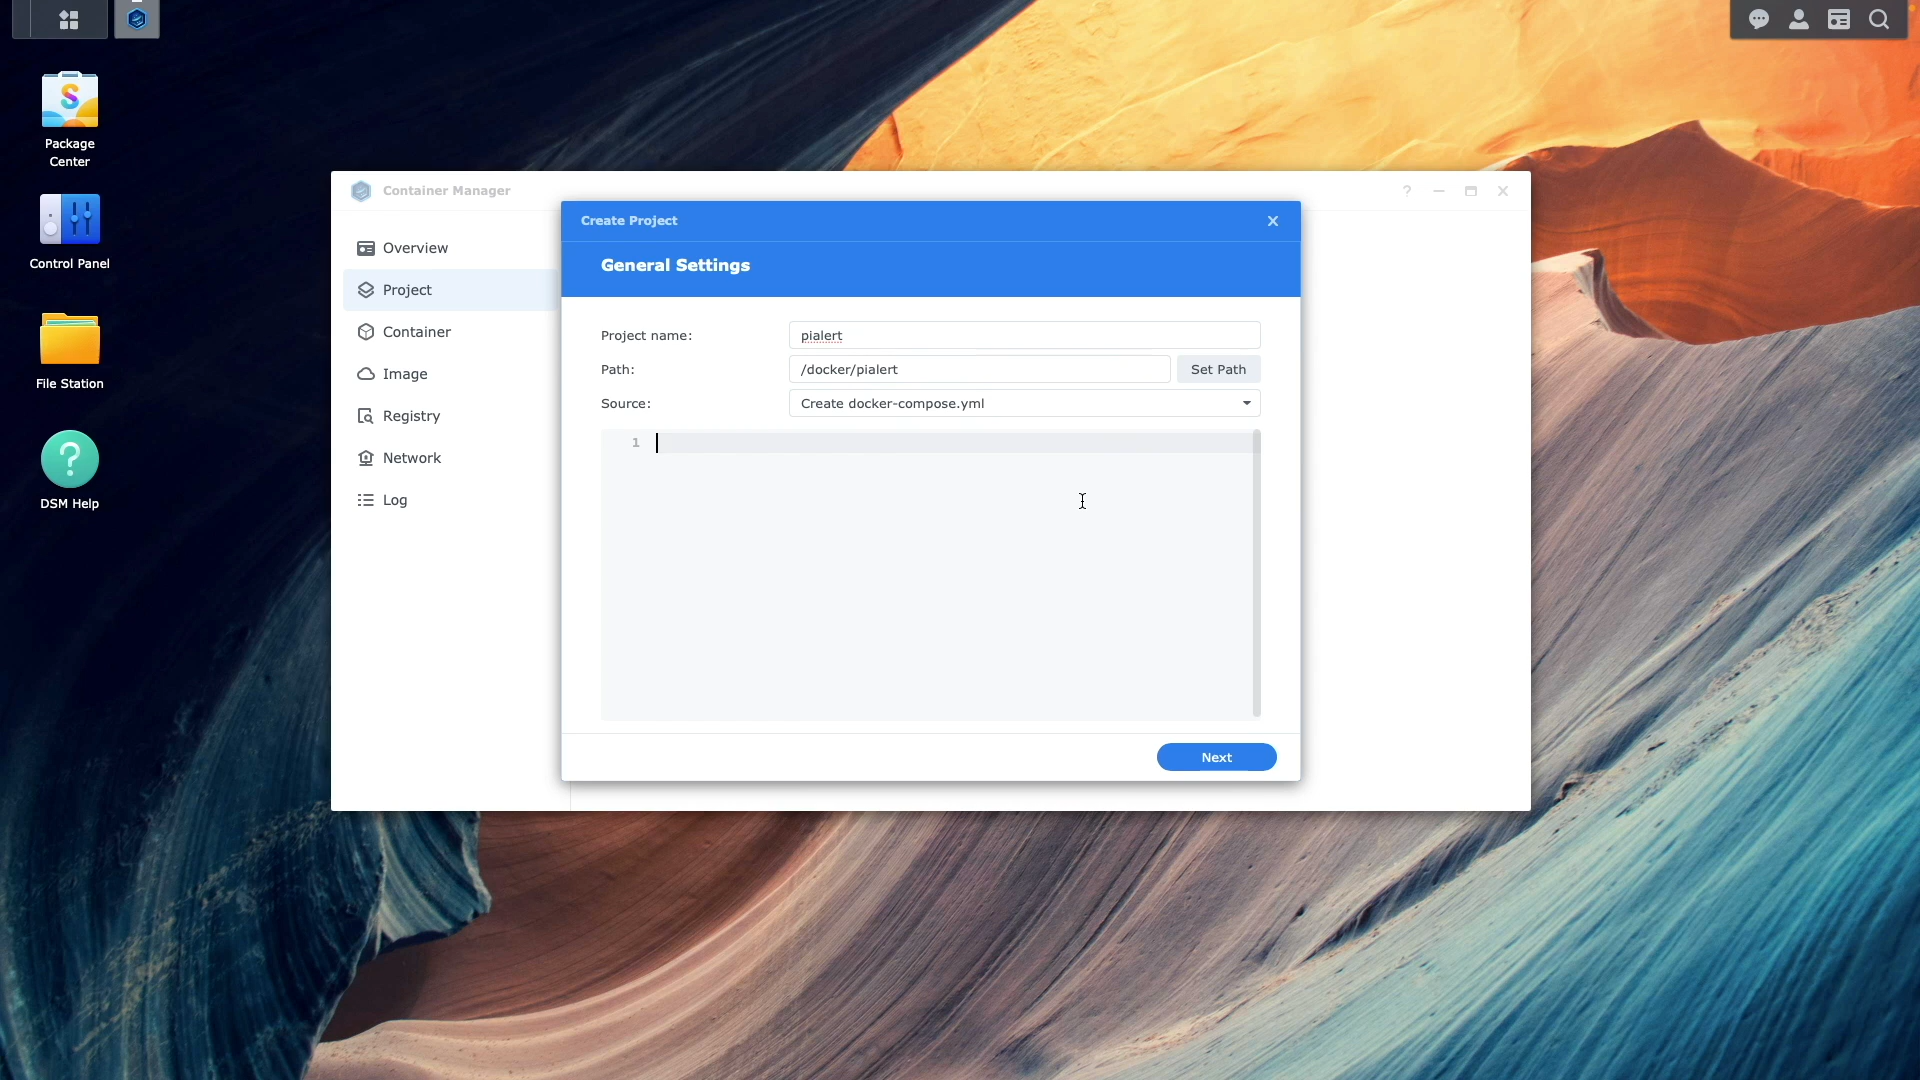 Package
Center
Control Panel
File Station
DSM Help
Container Manager
Overview
Project
Container
Image
Registry
Network
Log
Create Project
General Settings
Project name:
pialert
Path:
/docker/pialert
Set Path
Source:
Create docker-compose.yml
1
Next